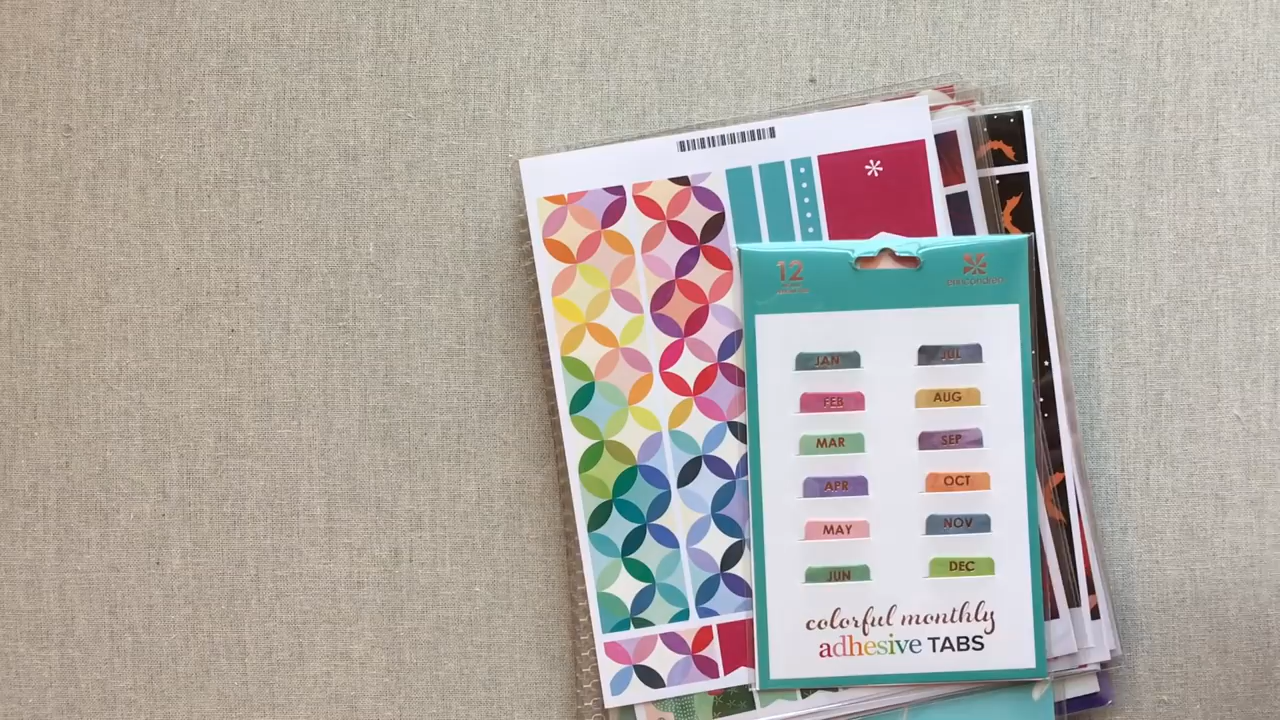 12
erin condren
JAN
JUL
FEB
AUG
MAR
SEP
APR
OCT
MAY
NOV
JUN
DEC
colorful monthly
adhesive TABS